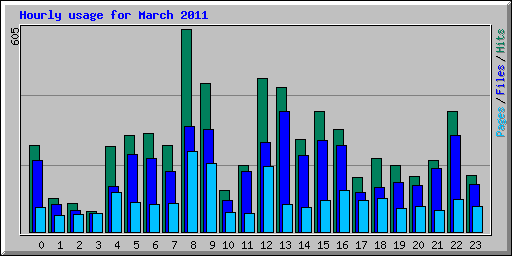 Hourly usage for March 2011
605
Pages / Files / Hits
0 1 2 3 4 5 6 7 8 9 10 11 12 13 14 15 16 17 18 19 20 21 22 23